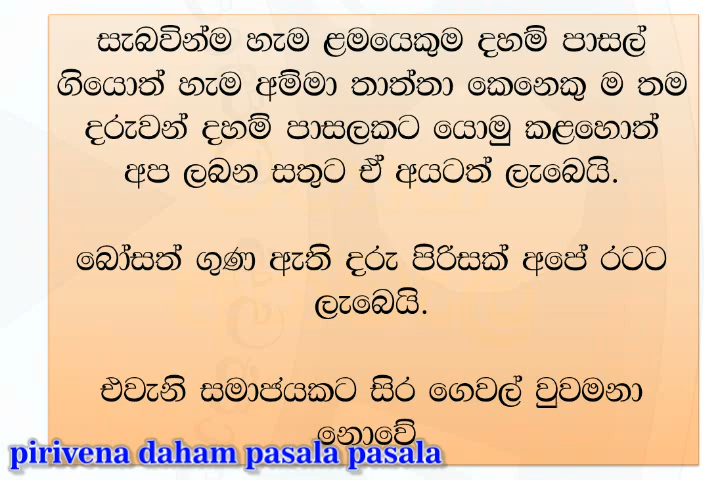 සැබවින්ම හැම ළමයෙකුම දහම් පාසල්
ගියොත් හැම අම්මා තාත්තා කෙනෙකු ම තම
දරුවන් දහම් පාසලකට යොමු කළහොත්
අප ලබන සතුට ඒ අයටත් ලැබෙයි.
බෝසත් ගුණ ඇති දරු පිරිසක් අපේ රටට
ලැබෙයි.
එවැනි සමාජයකට සිර ගෙවල් වුවමනා
නොවේ
pirivena daham pasala pasala